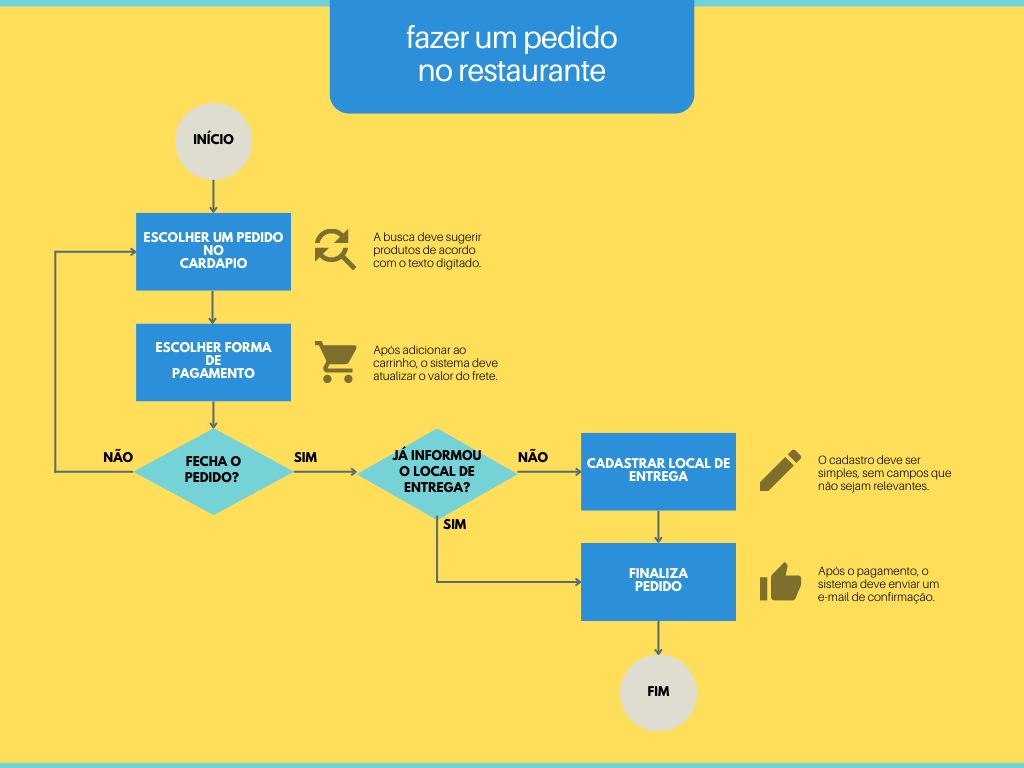 fazer um pedido
no restaurante
INÍCIO
ESCOLHER UM PEDIDO
NO
CARDÁPIO
A busca deve sugerir
produtos de acordo
com o texto digitado.
ESCOLHER FORMA
DE
PAGAMENTO
Após adicionar ao
carrinho, o sistema deve
atualizar o valor do frete.
NÃO
FECHA O
PEDIDO?
SIM
JÁ INFORMOU
O LOCAL DE
ENTREGA?
NÃO
SIM
CADASTRAR LOCAL DE
ENTREGA
O cadastro deve ser
simples, sem campos que
não sejam relevantes.
FINALIZA
PEDIDO
Após o pagamento, o
sistema deve enviar um
e-mail de confirmação.
FIM